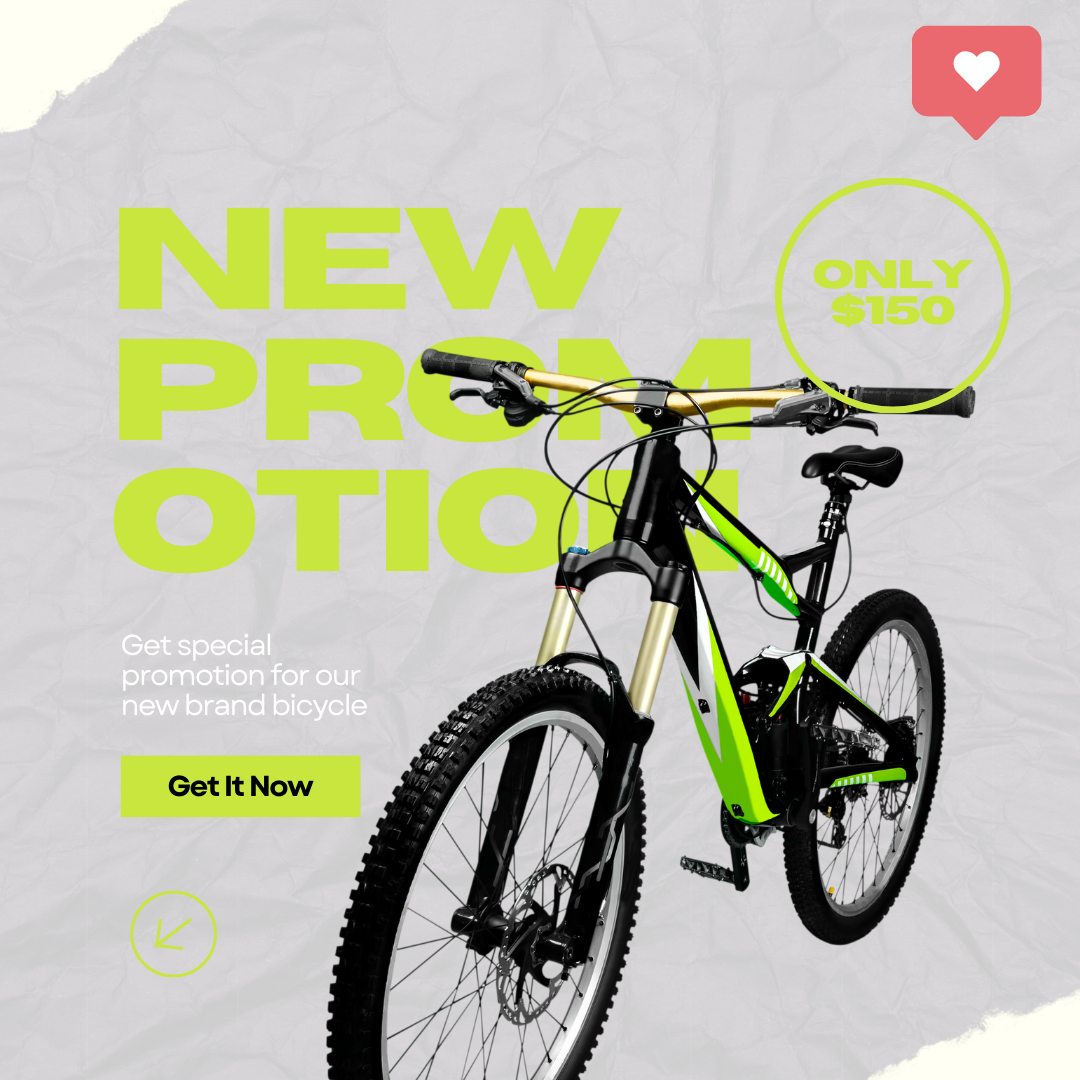 NEW
PROM
OTION
ONLY
$150
Get special
promotion for our
new brand bicycle
Get It Now